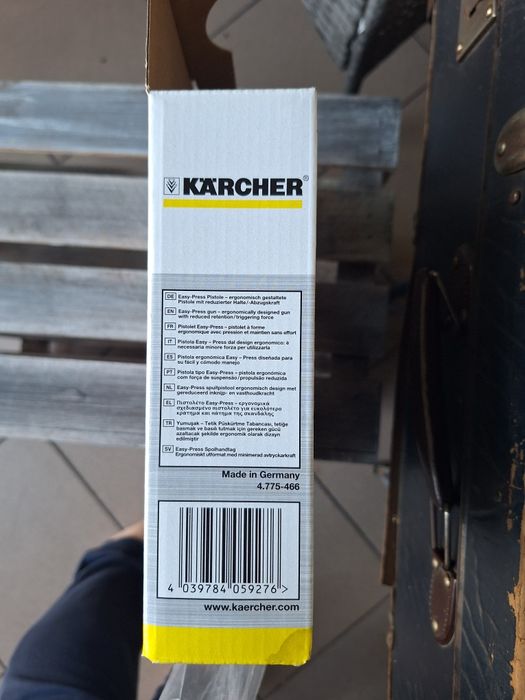 KÄRCHER®
DE Easy-Press Pistole – ergonomisch gestaltete
Pistole mit reduzierter Halte-/Abzugskraft
EN Easy-Press gun – ergonomically designed gun
with reduced retention/triggering force
FR Pistolet Easy-Press – pistolet à forme
ergonomique avec pression et maintien sans effort
IT Pistola Easy – Press dal design ergonomico: è
necessaria minore forza per utilizzarla
ES Pistola ergonómica Easy – Press diseñada para
su fácil y cómodo manejo
PT Pistola tipo Easy-Press – pistola ergonómica
com força de suspensão/propulsão reduzida
NL Easy-Press spuitpistool ergonomisch design met
gereduceerd inknijp- en vasthoudkracht
EL Πιστολέτο Easy-Press – εργονομικά
σχεδιασμένο πιστολέτο για ευκολότερο
κράτημα και πάτημα της σκανδάλης
TR Yumuşak – Tetik Püskürtme Tabancası, tetiğe
basmak ve basılı tutmak için gereken gücü
azaltacak şekilde ergonomik olarak dizayn
edilmiştir
SV Easy-Press Spolhandtag
Ergonomiskt utformat med minimerad avtryckarkraft
Made in Germany
4.775-466
4 039784 059276 >
www.kaercher.com